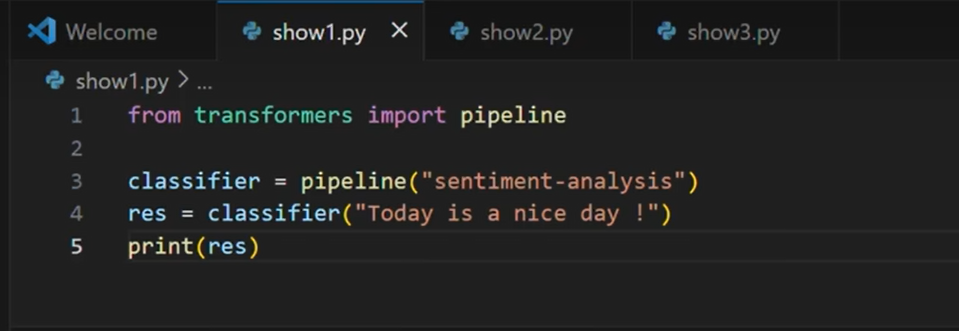 Welcome show1.py show2.py show3.py
show1.py > ...
1 from transformers import pipeline
2
3 classifier = pipeline("sentiment-analysis")
4 res = classifier("Today is a nice day !")
5 print(res)